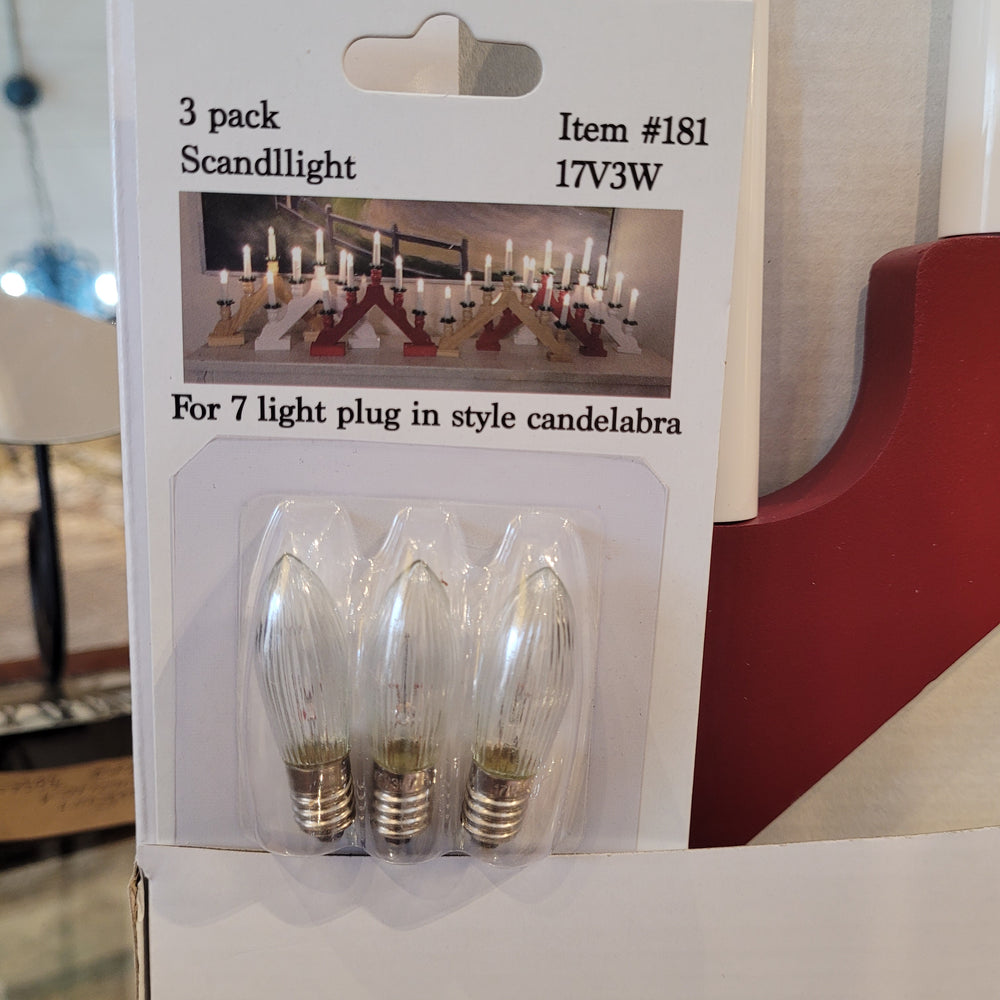 3 pack
Scandllight
Item #181
17V3W
For 7 light plug in style candelabra